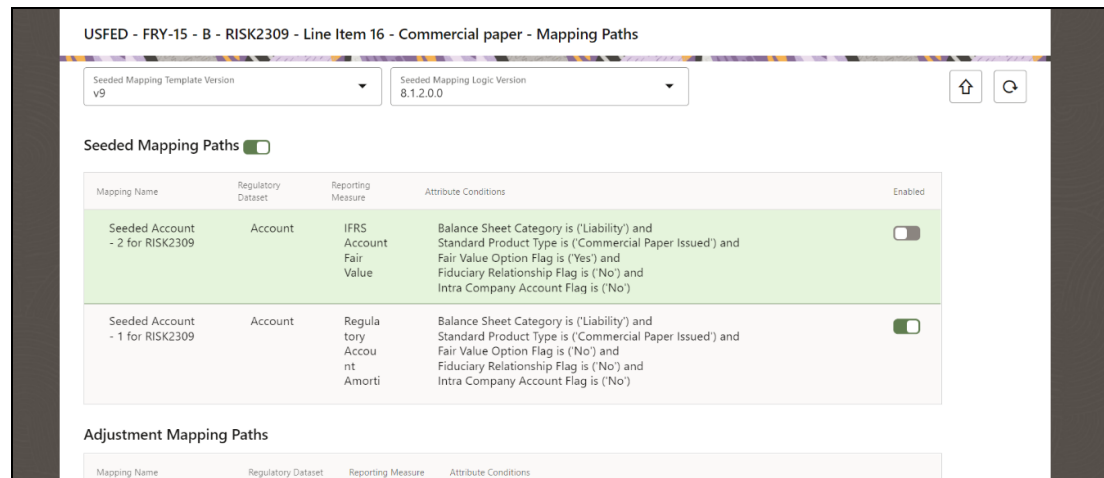 USFED - FRY-15 - B - RISK2309 - Line Item 16 - Commercial paper - Mapping Paths
Seeded Mapping Template Version
v9
Seeded Mapping Logic Version
8.1.2.0.0
Seeded Mapping Paths
Mapping Name
Regulatory
Dataset
Reporting
Measure
Attribute Conditions
Enabled
Seeded Account
- 2 for RISK2309
Account
IFRS
Account
Fair
Value
Balance Sheet Category is ('Liability') and
Standard Product Type is ('Commercial Paper Issued') and
Fair Value Option Flag is ('Yes') and
Fiduciary Relationship Flag is ('No') and
Intra Company Account Flag is ('No')
Seeded Account
- 1 for RISK2309
Account
Regula
tory
Accou
nt
Amorti
Balance Sheet Category is ('Liability') and
Standard Product Type is ('Commercial Paper Issued') and
Fair Value Option Flag is ('No') and
Fiduciary Relationship Flag is ('No') and
Intra Company Account Flag is ('No')
Adjustment Mapping Paths
Mapping Name
Regulatory Dataset
Reporting Measure
Attribute Conditions